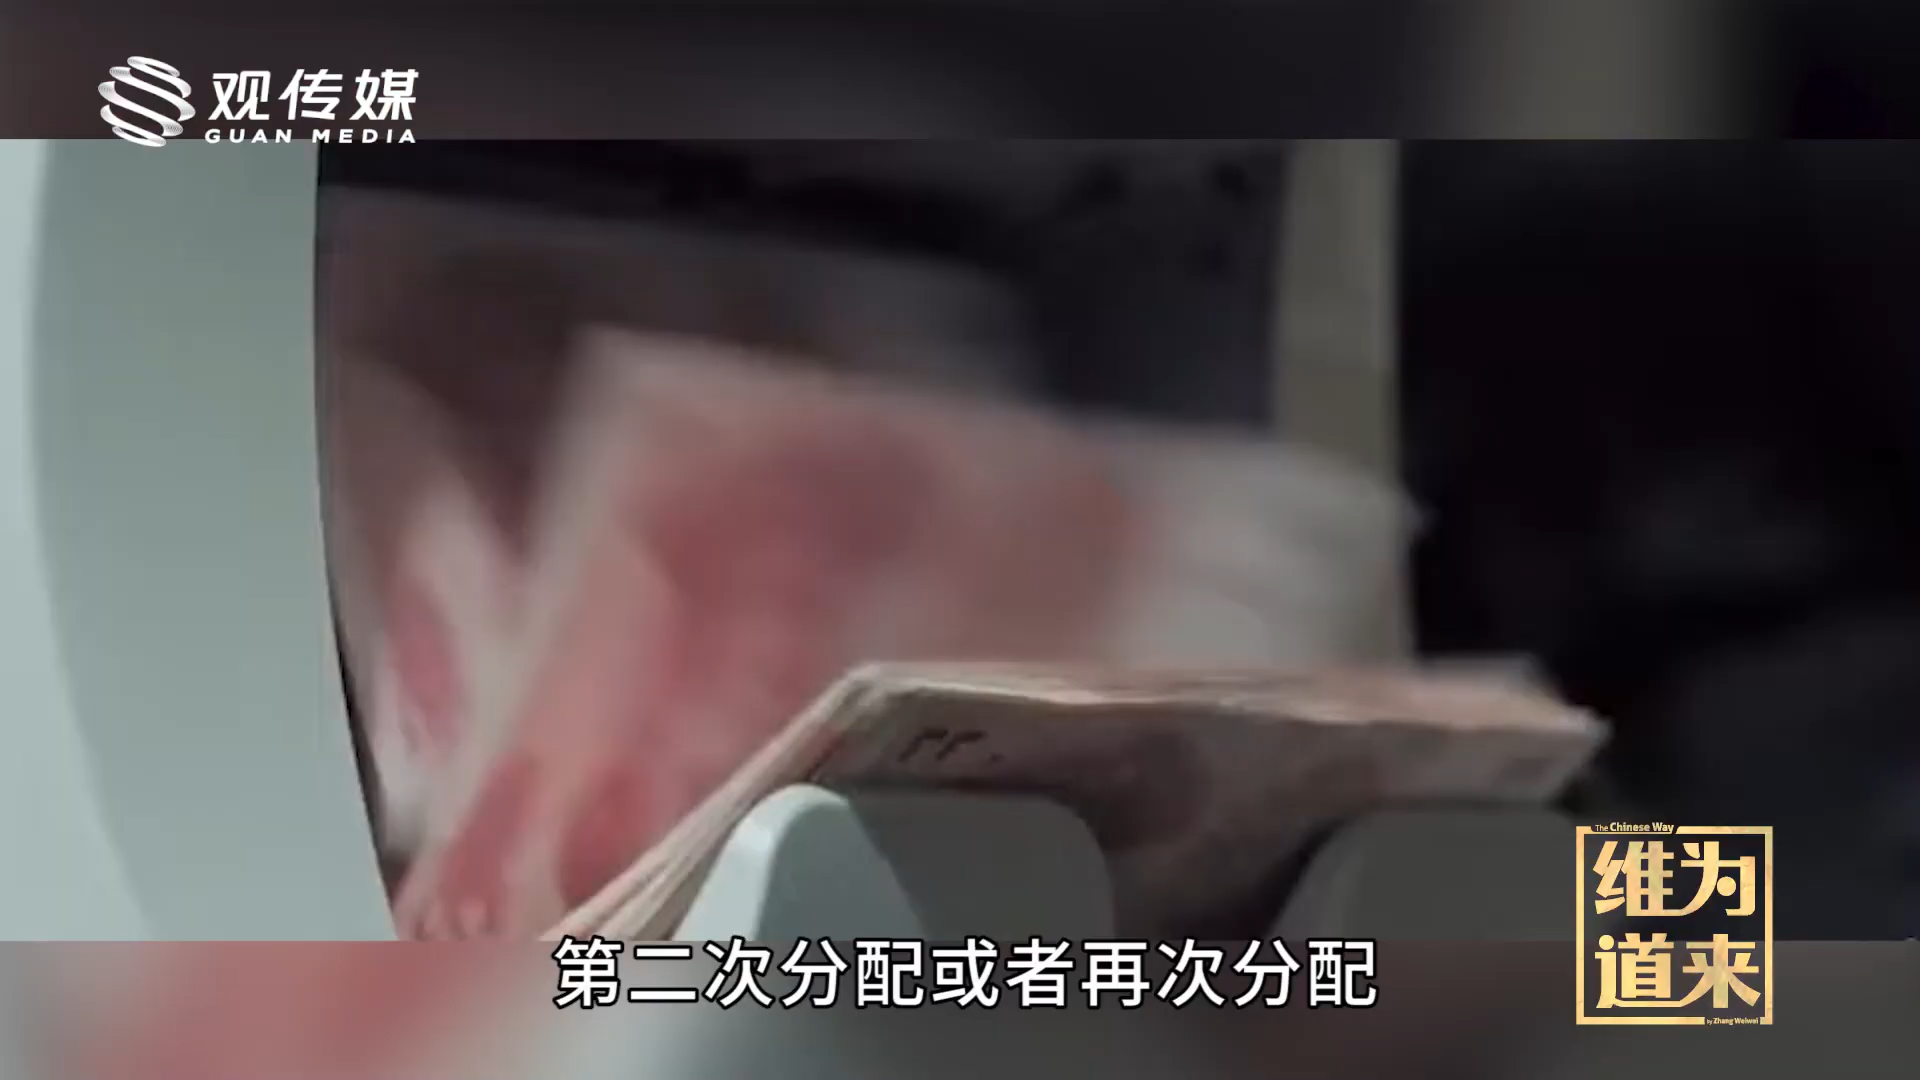 观传媒
GUAN MEDIA
The Chinese Way
维为
道来
by Zhang Weiwei
第二次分配或者再次分配